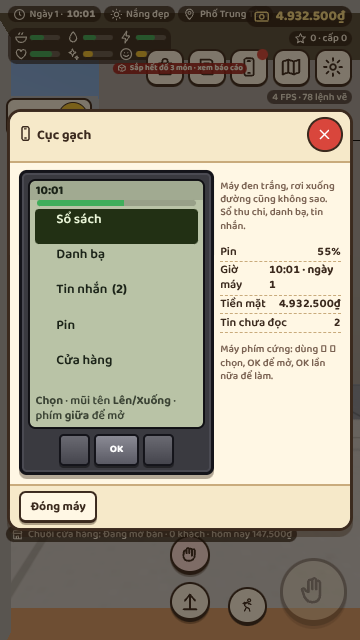 Ngày 1 · 10:01
Nắng đẹp
Phố Trung
4.932.500₫
0 · cấp 0
Sắp hết đồ 3 món · xem báo cáo
4 FPS · 78 lệnh vẽ
Cục gạch
10:01
Sổ sách
Danh bạ
Tin nhắn (2)
Pin
Cửa hàng
Chọn · mũi tên Lên/Xuống ·
phím giữa để mở
OK
Máy đen trắng, rơi xuống
đường cũng không sao.
Sổ thu chi, danh bạ, tin
nhắn.
Pin 55%
Giờ máy 10:01 · ngày 1
Tiền mặt 4.932.500₫
Tin chưa đọc 2
Máy phím cứng: dùng
chọn, OK để mở, OK lần
nữa để làm.
Đóng máy
Chuỗi cửa hàng: Đang mở bán · 0 khách · hôm nay 147.500₫